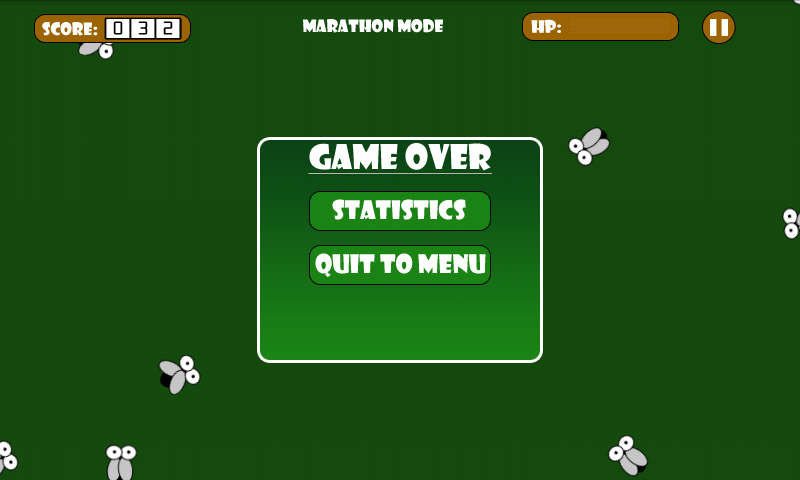 SCORE: 032
MARATHON MODE
HP:
GAME OVER
STATISTICS
QUIT TO MENU